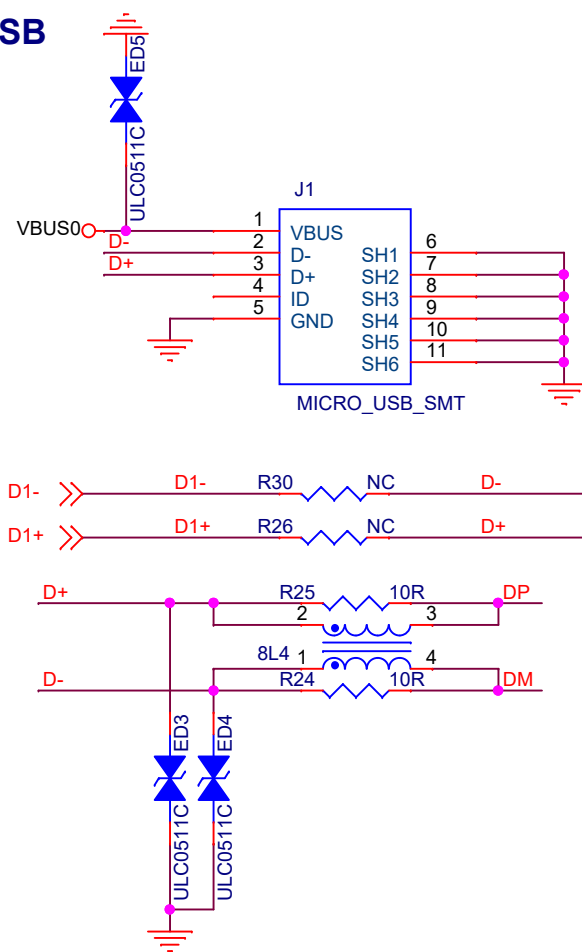 SB
ED5
ULC0511C
J1
VBUS0
D-
D+
1
2
3
4
5
VBUS
D-
D+
ID
GND
SH1
SH2
SH3
SH4
SH5
SH6
6
7
8
9
10
11
MICRO_USB_SMT
D1- D1- R30 NC D-
D1+ D1+ R26 NC D+
D+ R25 10R DP
2 3
8L4 1 4
D- R24 10R DM
ED3
ULC0511C
ED4
ULC0511C